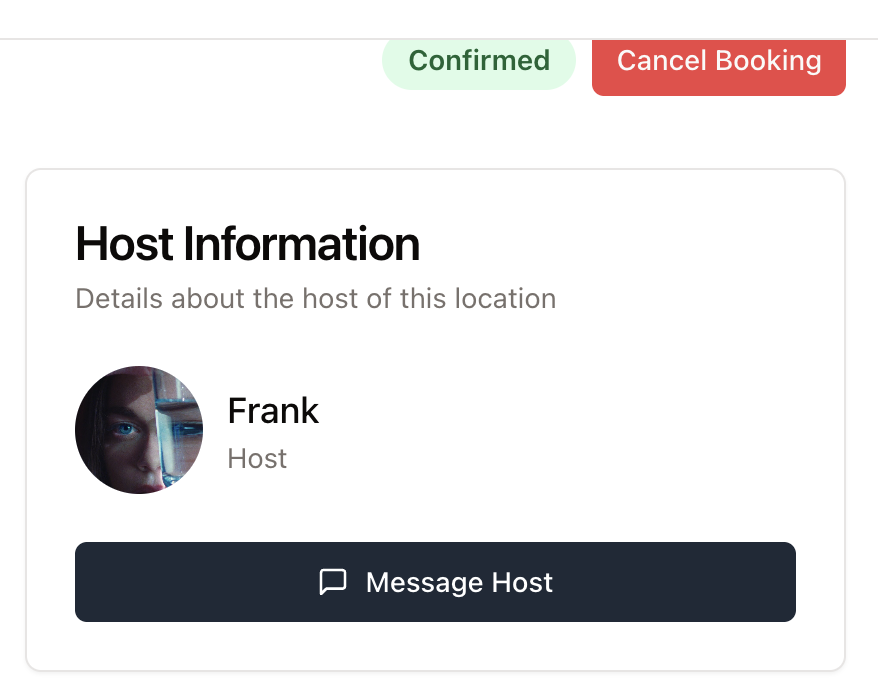 Confirmed
Cancel Booking
Host Information
Details about the host of this location
Frank
Host
Message Host